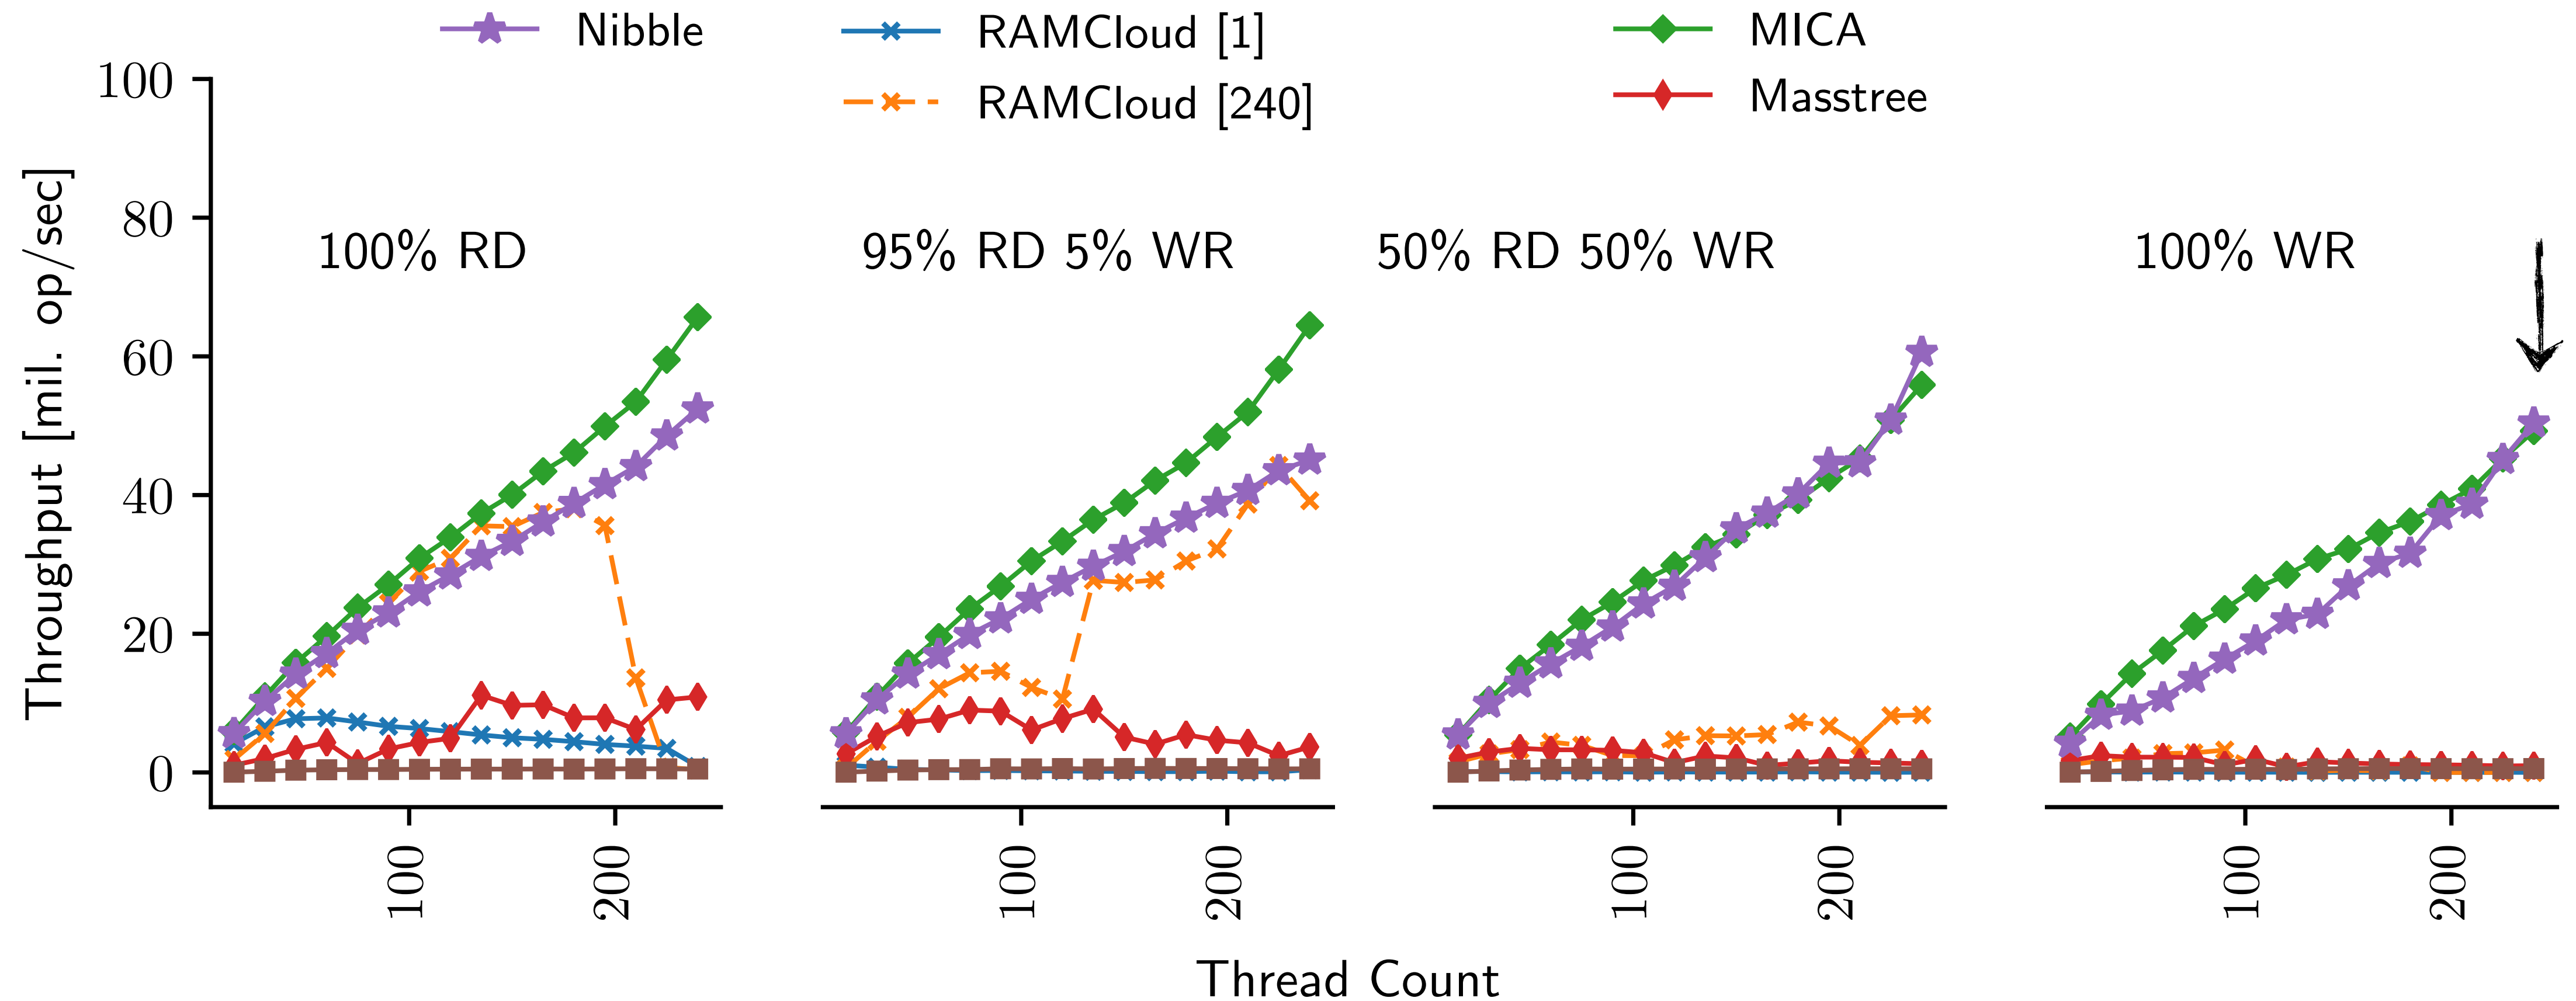 Nibble
RAMCloud [1]
RAMCloud [240]
MICA
Masstree
Throughput [mil. op/sec]
100
80
60
40
20
0
100% RD
95% RD 5% WR
50% RD 50% WR
100% WR
100
200
100
200
100
200
100
200
Thread Count